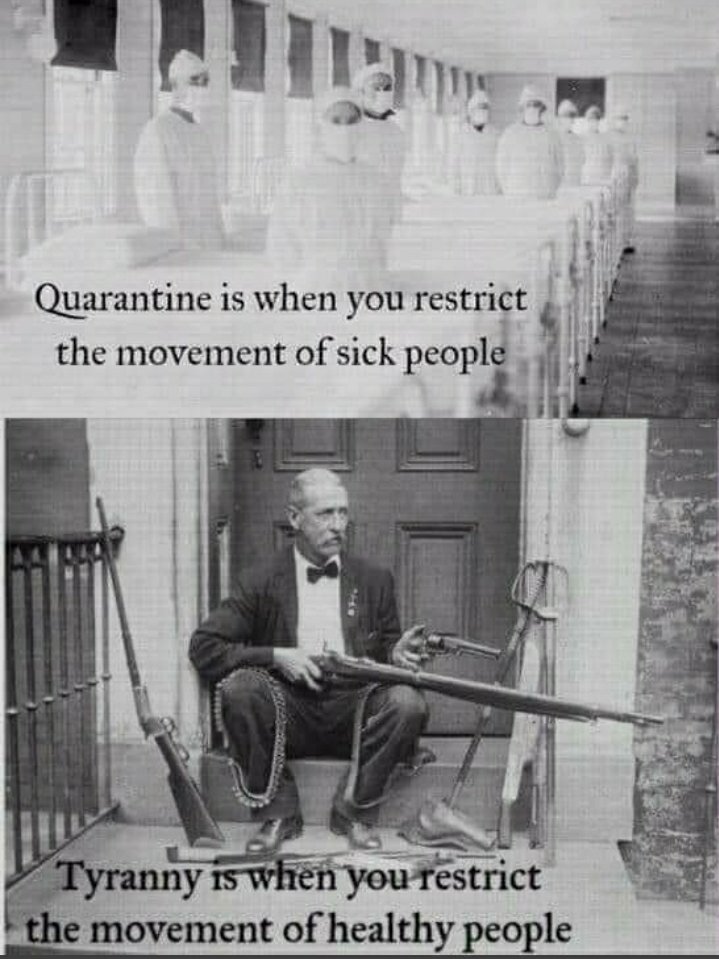 Quarantine is when you restrict
the movement of sick people
Tyranny is when you restrict
the movement of healthy people